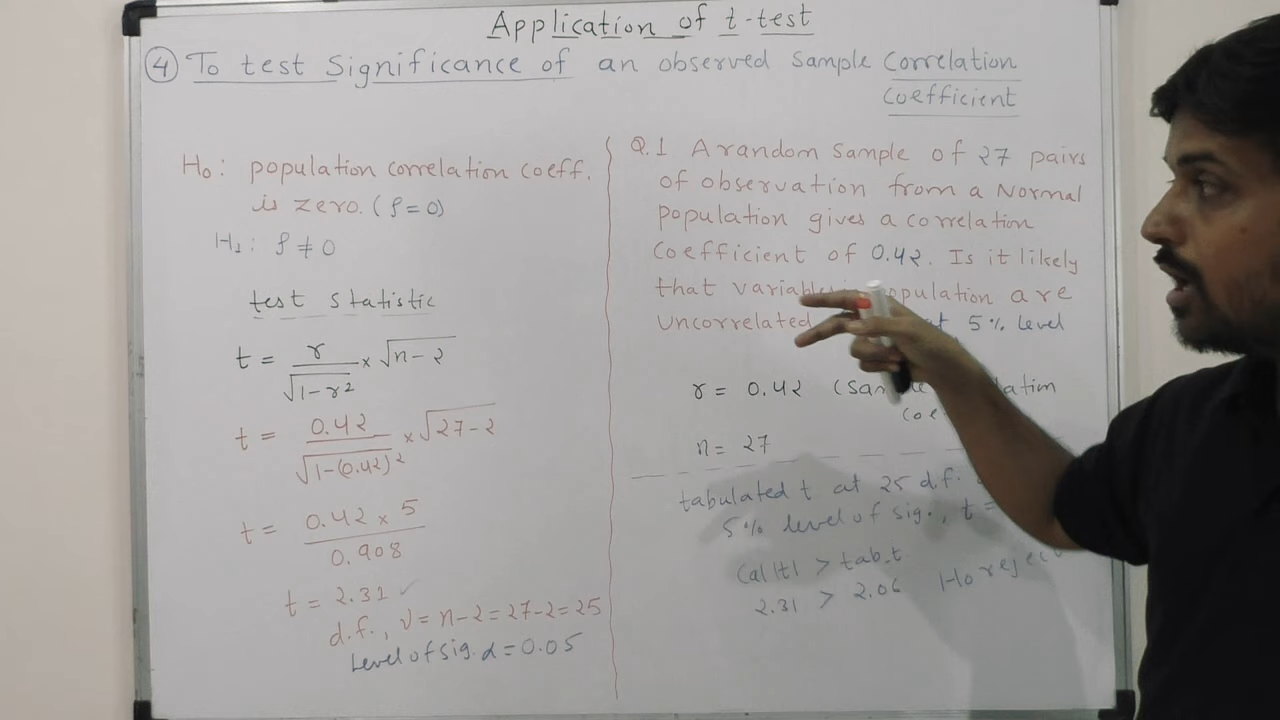 Application of t-test
④ To test Significance of an observed Sample Correlation
Coefficient
H₀: population correlation coeff.
is zero. (ρ=0)
H₁: ρ ≠ 0
test statistic
t = r/√(1-r²) × √(n-2)
t = 0.42/√(1-(0.42)²) × √(27-2)
t = (0.42 × 5)/0.908
t = 2.31 ✓
d.f., ν = n-2 = 27-2 = 25
Level of sig. α = 0.05
Q.1 A random Sample of 27 pairs
of observation from a Normal
population gives a correlation
Coefficient of 0.42. Is it likely
that population are
Uncorrelated at 5% level
r = 0.42
n = 27
tabulated t at 25 d.f.
5% level of sig., t =
Cal |t| > tab.t
2.31 > 2.06 H₀